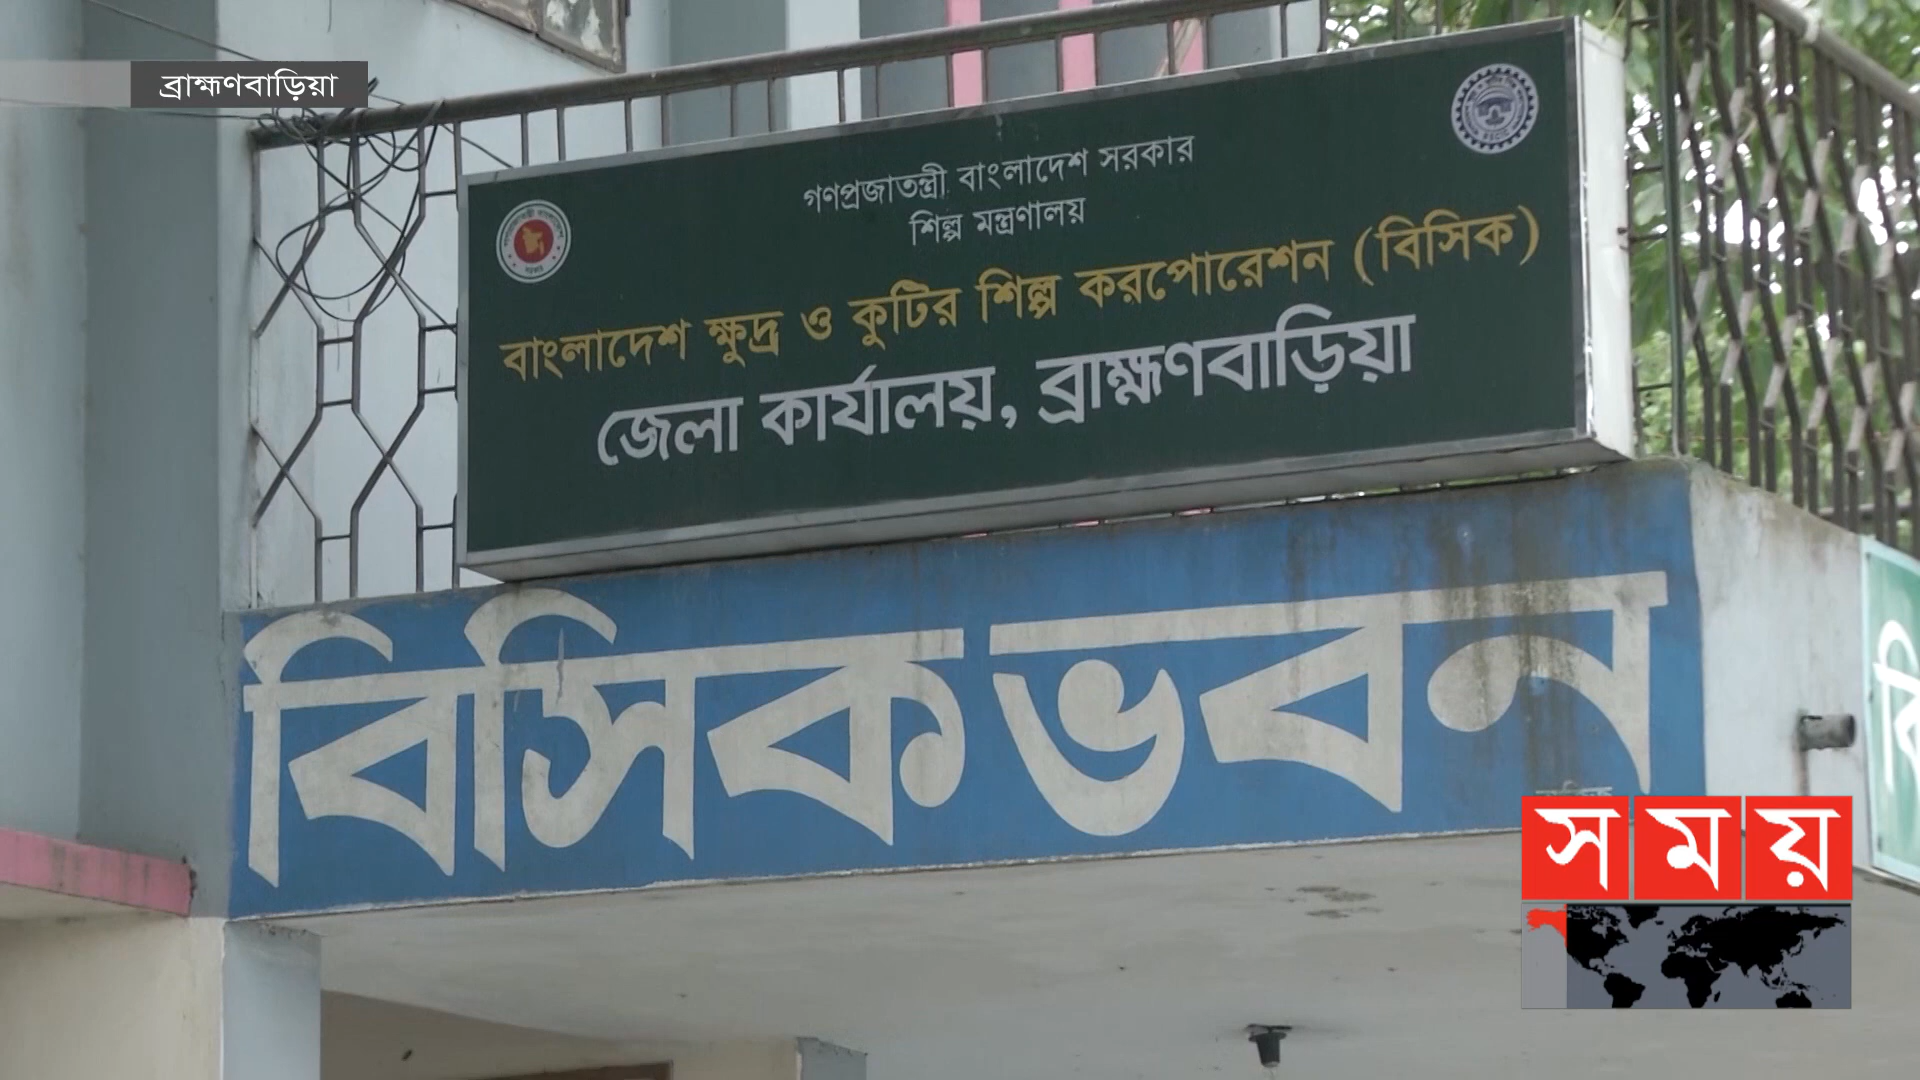 ব্রাহ্মণবাড়িয়া
গণপ্রজাতন্ত্রী বাংলাদেশ সরকার
শিল্প মন্ত্রণালয়
বাংলাদেশ ক্ষুদ্র ও কুটির শিল্প করপোরেশন (বিসিক)
জেলা কার্যালয়, ব্রাহ্মণবাড়িয়া
বিসিক ভবন
সময়